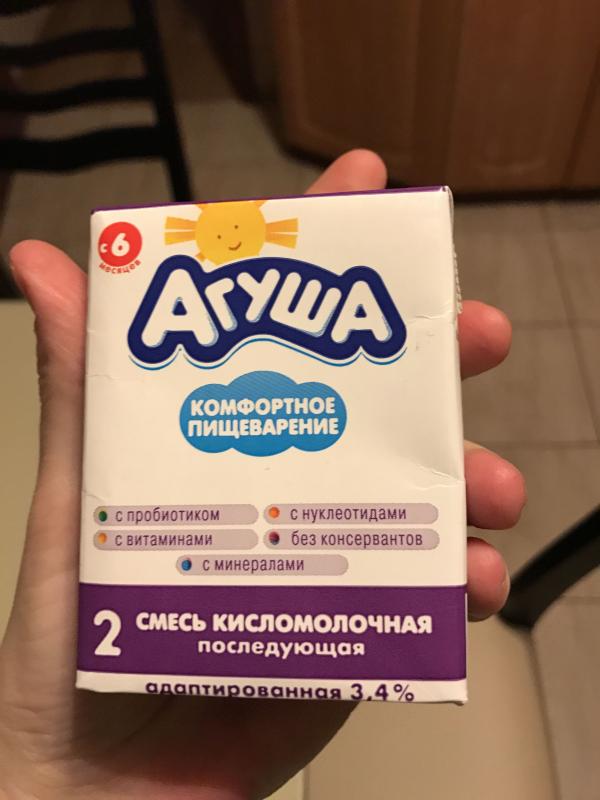 с 6
месяцев
АГУША
КОМФОРТНОЕ
ПИЩЕВАРЕНИЕ
с пробиотиком
с нуклеотидами
с витаминами
без консервантов
с минералами
2 СМЕСЬ КИСЛОМОЛОЧНАЯ
последующая
адаптированная 3,4%